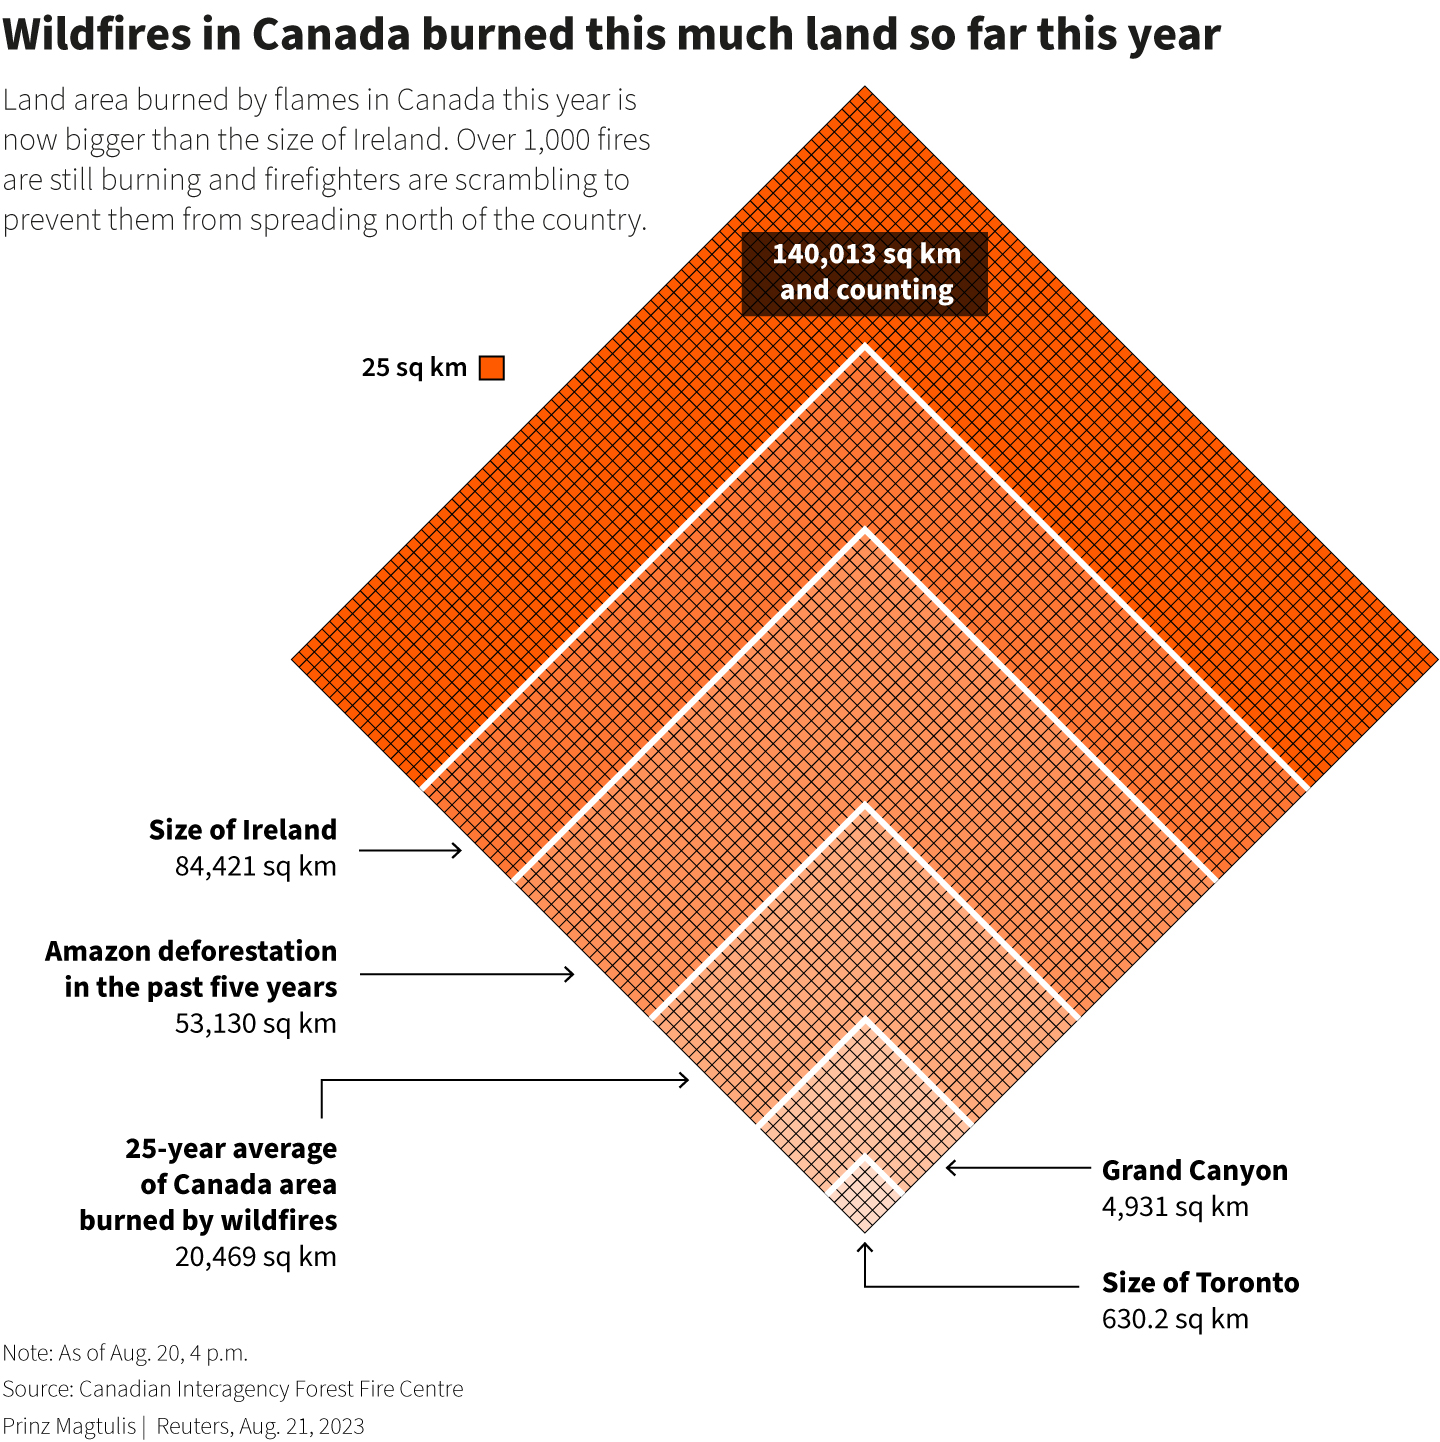 Wildfires in Canada burned this much land so far this year
Land area burned by flames in Canada this year is
now bigger than the size of Ireland. Over 1,000 fires
are still burning and firefighters are scrambling to
prevent them from spreading north of the country.
140,013 sq km
and counting
25 sq km
Size of Ireland
84,421 sq km
Amazon deforestation
in the past five years
53,130 sq km
25-year average
of Canada area
burned by wildfires
20,469 sq km
Grand Canyon
4,931 sq km
Size of Toronto
630.2 sq km
Note: As of Aug. 20, 4 p.m.
Source: Canadian Interagency Forest Fire Centre
Prinz Magtulis | Reuters, Aug. 21, 2023